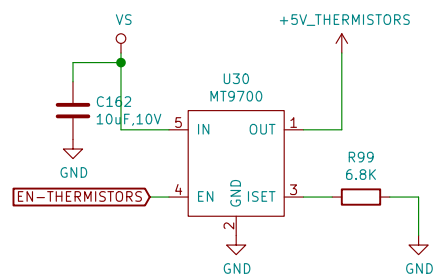 VS
+5V_THERMISTORS
U30
MT9700
C162
10uF,10V
5 IN OUT 1
R99
6.8K
GND
EN-THERMISTORS 4 EN GND ISET 3
2
GND
GND